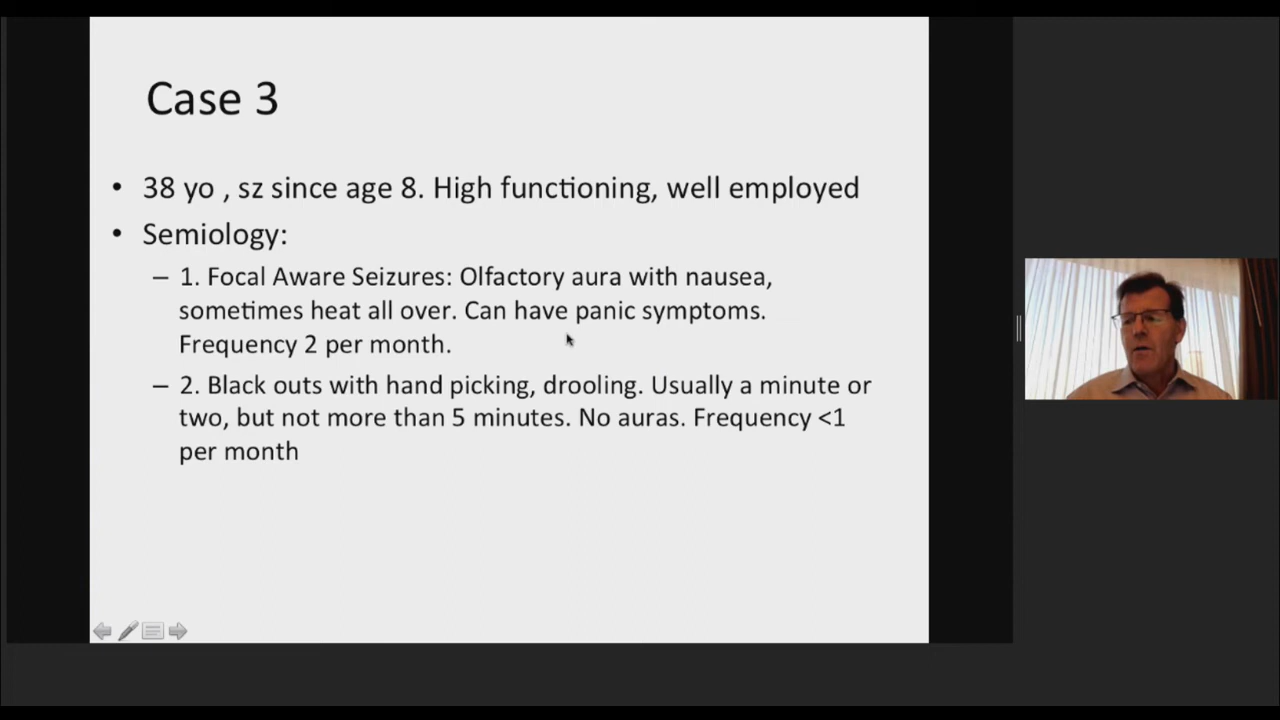 Case 3
• 38 yo , sz since age 8. High functioning, well employed
• Semiology:
– 1. Focal Aware Seizures: Olfactory aura with nausea,
sometimes heat all over. Can have panic symptoms.
Frequency 2 per month.
– 2. Black outs with hand picking, drooling. Usually a minute or
two, but not more than 5 minutes. No auras. Frequency <1
per month